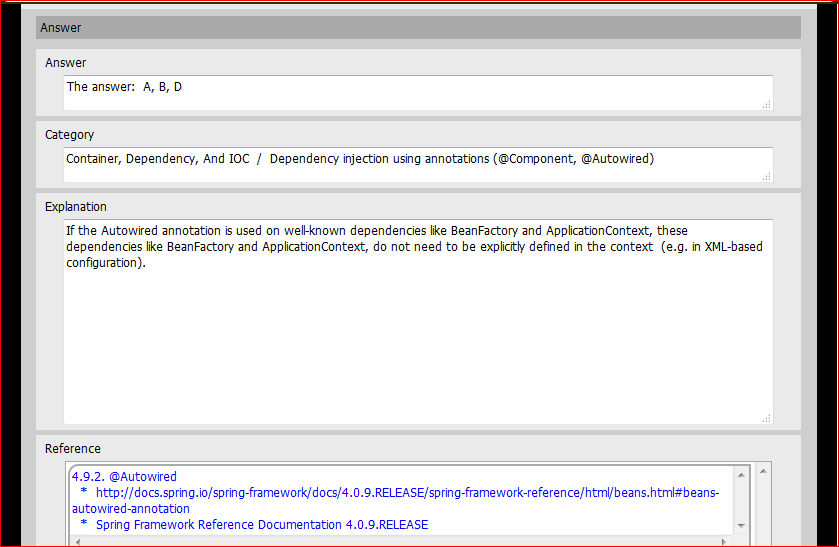 Answer
Answer
The answer:  A, B, D
Category
Container, Dependency, And IOC  /  Dependency injection using annotations (@Component, @Autowired)
Explanation
If the Autowired annotation is used on well-known dependencies like BeanFactory and ApplicationContext, these
dependencies like BeanFactory and ApplicationContext, do not need to be explicitly defined in the context  (e.g. in XML-based
configuration).
Reference
4.9.2. @Autowired
*  http://docs.spring.io/spring-framework/docs/4.0.9.RELEASE/spring-framework-reference/html/beans.html#beans-
autowired-annotation
*  Spring Framework Reference Documentation 4.0.9.RELEASE